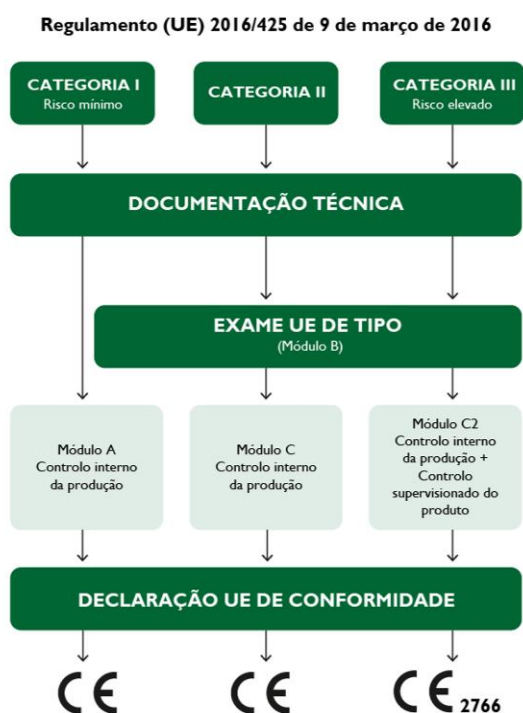 Regulamento (UE) 2016/425 de 9 de março de 2016
CATEGORIA I
Risco mínimo
CATEGORIA II
CATEGORIA III
Risco elevado
DOCUMENTAÇÃO TÉCNICA
EXAME UE DE TIPO
(Módulo B)
Módulo A
Controlo interno
da produção
Módulo C
Controlo interno
da produção
Módulo C2
Controlo interno
da produção +
Controlo
supervisionado do
produto
DECLARAÇÃO UE DE CONFORMIDADE
CE
CE
CE 2766